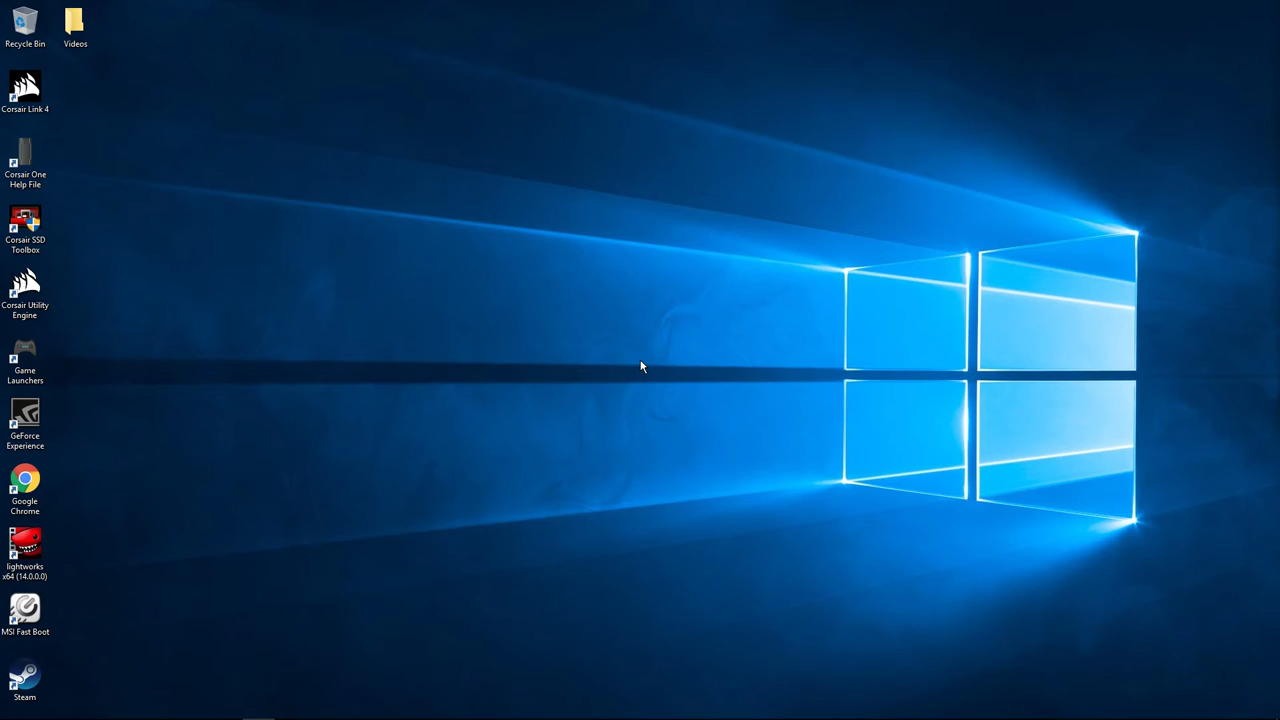 Recycle Bin
Videos
Corsair Link 4
Corsair One
Help File
Corsair SSD
Toolbox
Corsair Utility
Engine
Game
Launchers
GeForce
Experience
Google
Chrome
lightworks
x64 (14.0.0.0)
MSI Fast Boot
Steam